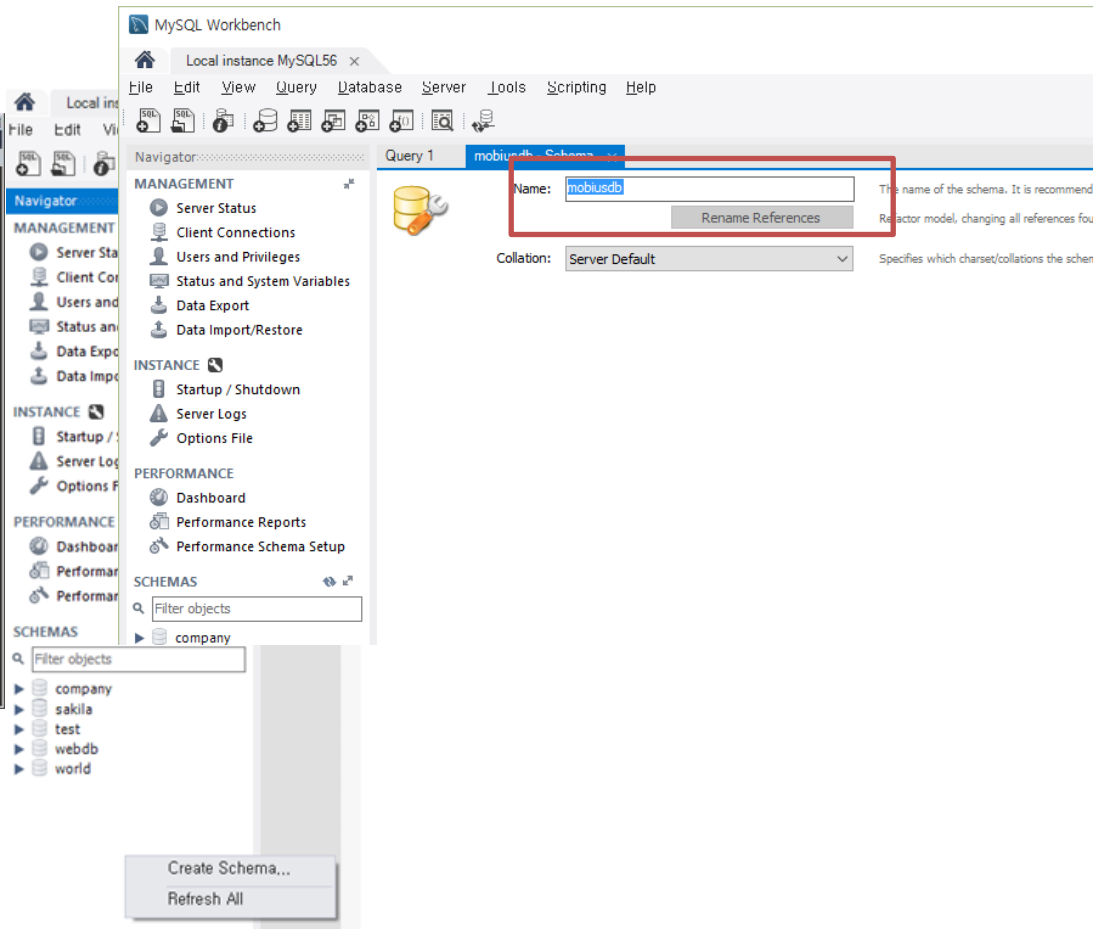 MySQL Workbench
Local instance MySQL56
File Edit View Query Database Server Tools Scripting Help
Navigator
MANAGEMENT
Server Status
Client Connections
Users and Privileges
Status and System Variables
Data Export
Data Import/Restore
INSTANCE
Startup / Shutdown
Server Logs
Options File
PERFORMANCE
Dashboard
Performance Reports
Performance Schema Setup
SCHEMAS
Filter objects
company
Query 1 mobiusdb - Schema
Name: mobiusdb
Rename References
Collation: Server Default
The name of the schema. It is recommend
Refactor model, changing all references fou
Specifies which charset/collations the schem
Local ins
File Edit Vi
Navigator
MANAGEMENT
Server Sta
Client Con
Users and
Status an
Data Expo
Data Impo
INSTANCE
Startup /
Server Log
Options F
PERFORMANCE
Dashboar
Performar
Performar
SCHEMAS
Filter objects
company
sakila
test
webdb
world
Create Schema...
Refresh All